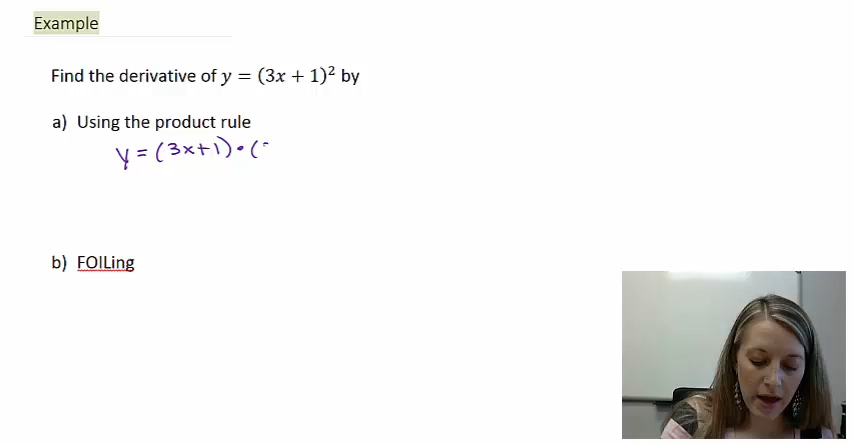 Example
Find the derivative of y = (3x + 1)² by
a) Using the product rule
y = (3x+1) • (
b) FOILing